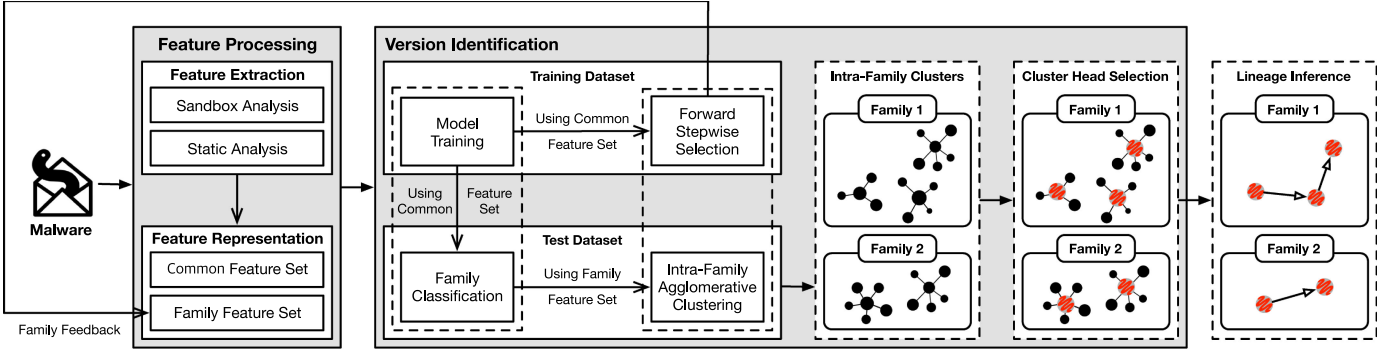 Malware
Family Feedback
Feature Processing
Feature Extraction
Sandbox Analysis
Static Analysis
Feature Representation
Common Feature Set
Family Feature Set
Version Identification
Training Dataset
Model
Training
Using Common
Feature Set
Forward
Stepwise
Selection
Using
Common
Feature
Set
Test Dataset
Family
Classification
Using Family
Feature Set
Intra-Family
Agglomerative
Clustering
Intra-Family Clusters
Family 1
Family 2
Cluster Head Selection
Family 1
Family 2
Lineage Inference
Family 1
Family 2